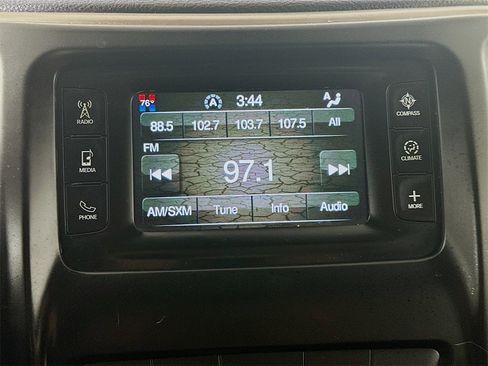 76° A 3:44 A
88.5 102.7 103.7 107.5 All
FM
97.1
AM/SXM Tune Info Audio
RADIO
MEDIA
PHONE
N
COMPASS
CLIMATE
MORE